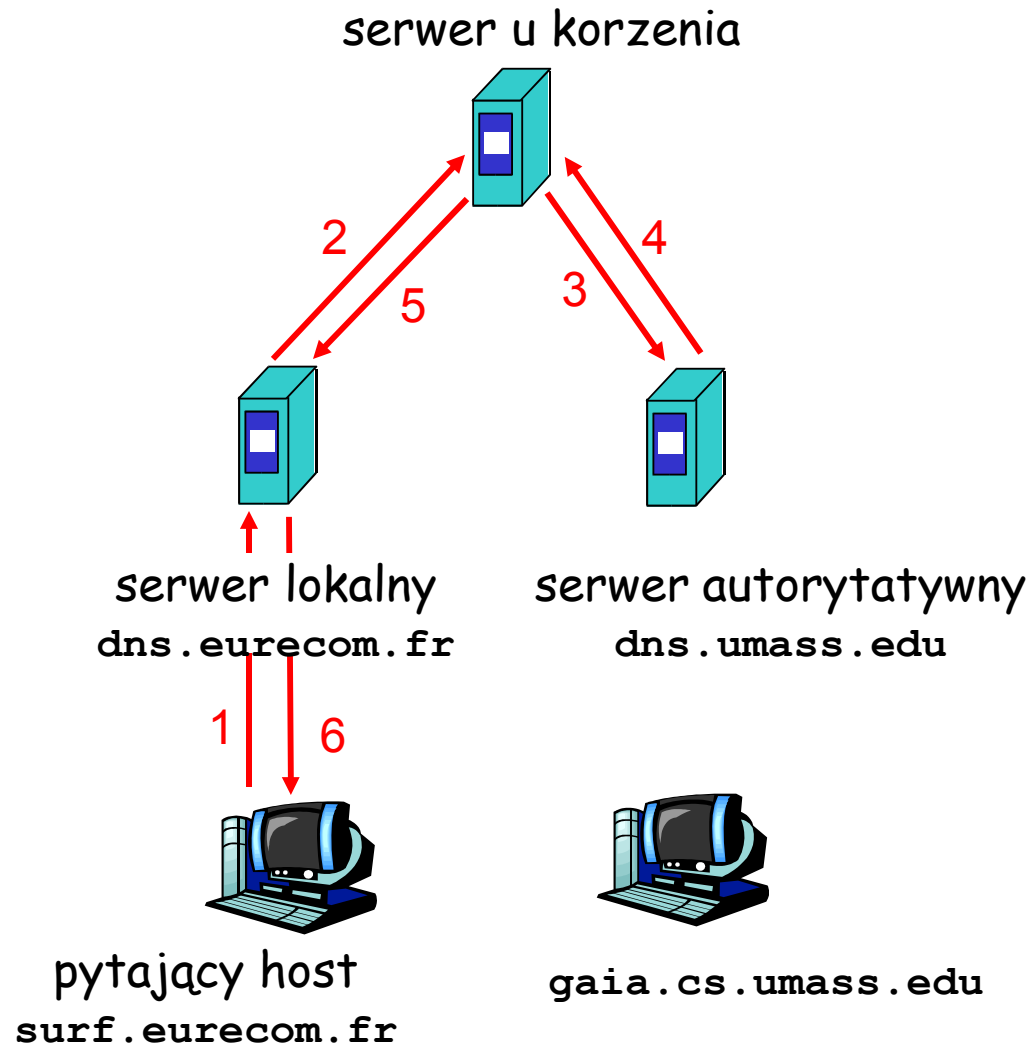 serwer u korzenia
2
4
5
3
serwer lokalny
dns.eurecom.fr
serwer autorytatywny
dns.umass.edu
1
6
pytający host
surf.eurecom.fr
gaia.cs.umass.edu